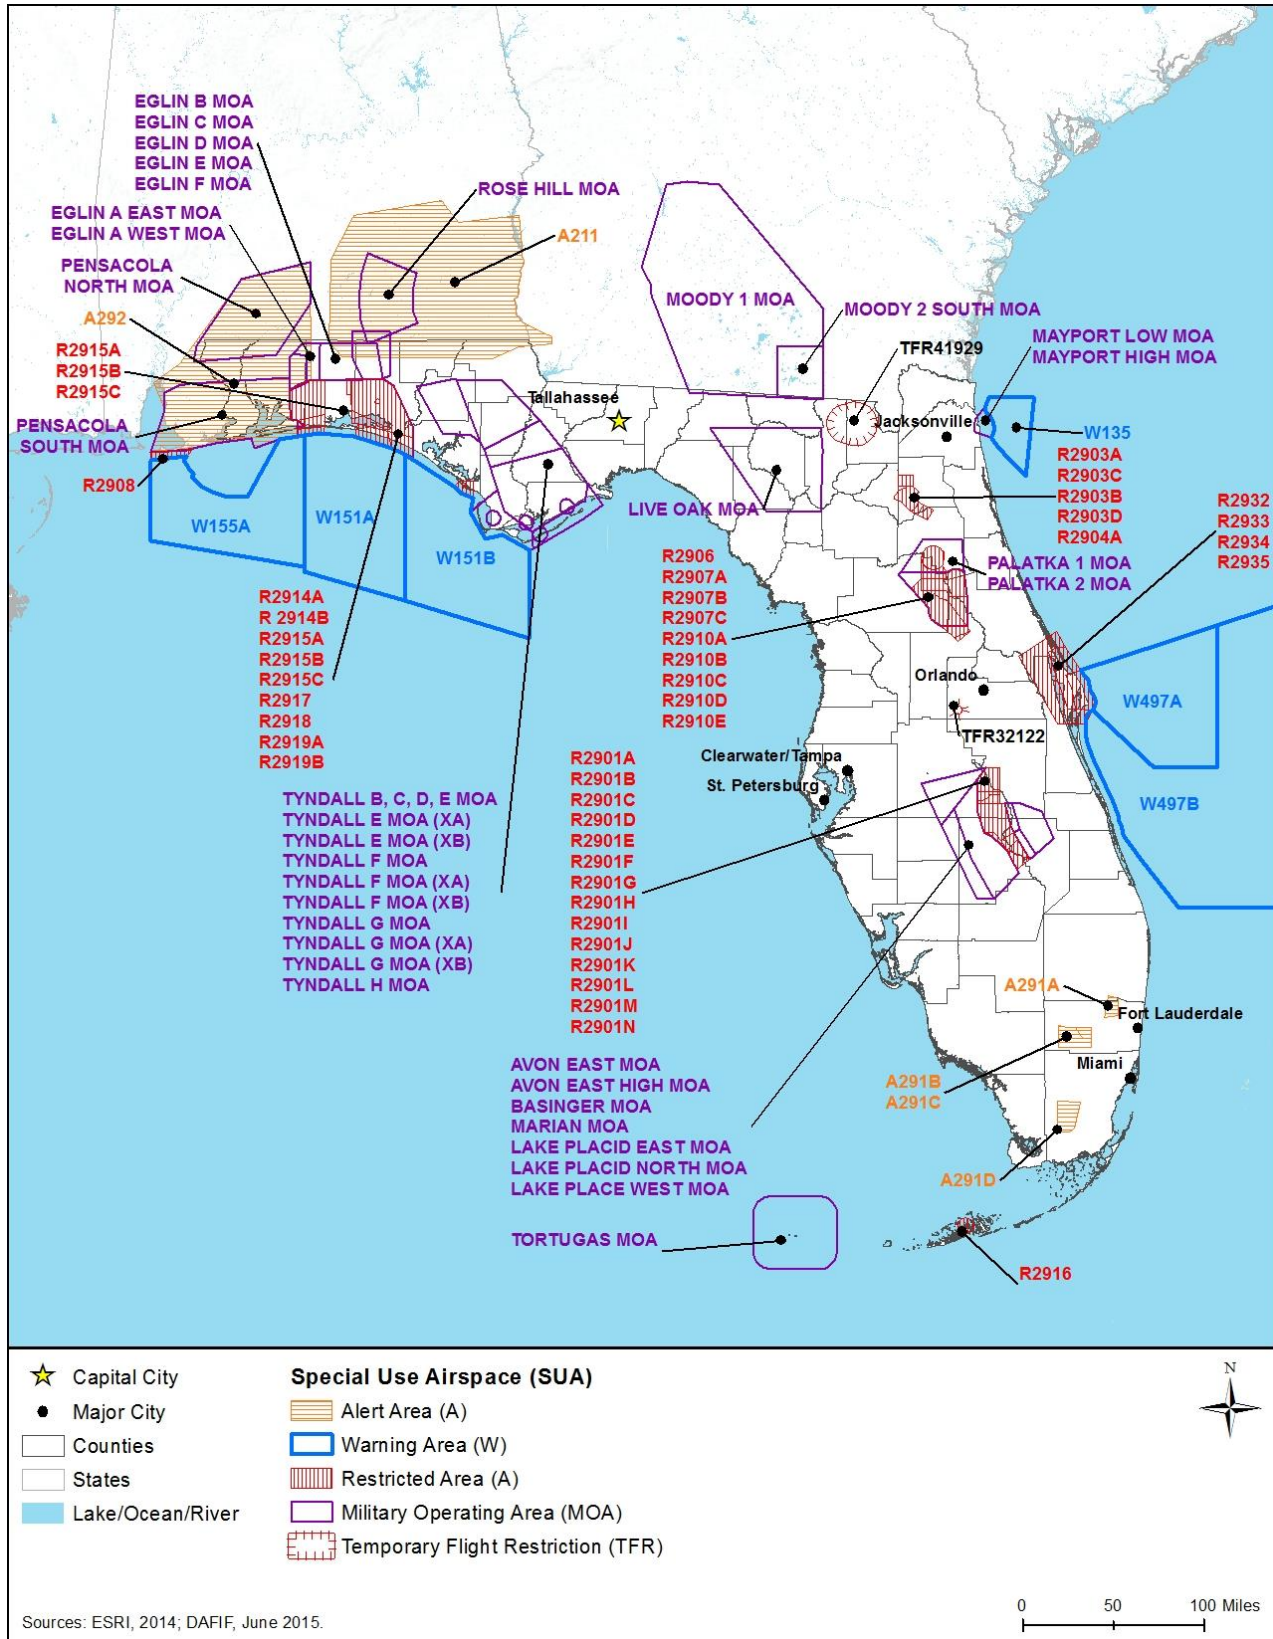 EGLIN B MOA
EGLIN C MOA
EGLIN D MOA
EGLIN E MOA
EGLIN F MOA
ROSE HILL MOA
EGLIN A EAST MOA
EGLIN A WEST MOA
A211
PENSACOLA
NORTH MOA
A292
R2915A
R2915B
R2915C
PENSACOLA
SOUTH MOA
R2908
MOODY 1 MOA
MOODY 2 SOUTH MOA
TFR41929
MAYPORT LOW MOA
MAYPORT HIGH MOA
Tallahassee
Jacksonville
W135
R2903A
R2903C
R2903B
R2903D
R2904A
R2932
R2933
R2934
R2935
LIVE OAK MOA
W155A
W151A
W151B
PALATKA 1 MOA
PALATKA 2 MOA
R2906
R2907A
R2907B
R2907C
R2910A
R2910B
R2910C
R2910D
R2910E
R2914A
R 2914B
R2915A
R2915B
R2915C
R2917
R2918
R2919A
R2919B
Orlando
TFR32122
W497A
W497B
Clearwater/Tampa
St. Petersburg
R2901A
R2901B
R2901C
R2901D
R2901E
R2901F
R2901G
R2901H
R2901I
R2901J
R2901K
R2901L
R2901M
R2901N
TYNDALL B, C, D, E MOA
TYNDALL E MOA (XA)
TYNDALL E MOA (XB)
TYNDALL F MOA
TYNDALL F MOA (XA)
TYNDALL F MOA (XB)
TYNDALL G MOA
TYNDALL G MOA (XA)
TYNDALL G MOA (XB)
TYNDALL H MOA
A291A
Fort Lauderdale
Miami
A291B
A291C
A291D
AVON EAST MOA
AVON EAST HIGH MOA
BASINGER MOA
MARIAN MOA
LAKE PLACID EAST MOA
LAKE PLACID NORTH MOA
LAKE PLACE WEST MOA
TORTUGAS MOA
R2916
Capital City
Major City
Counties
States
Lake/Ocean/River
Special Use Airspace (SUA)
Alert Area (A)
Warning Area (W)
Restricted Area (A)
Military Operating Area (MOA)
Temporary Flight Restriction (TFR)
N
0 50 100 Miles
Sources: ESRI, 2014; DAFIF, June 2015.